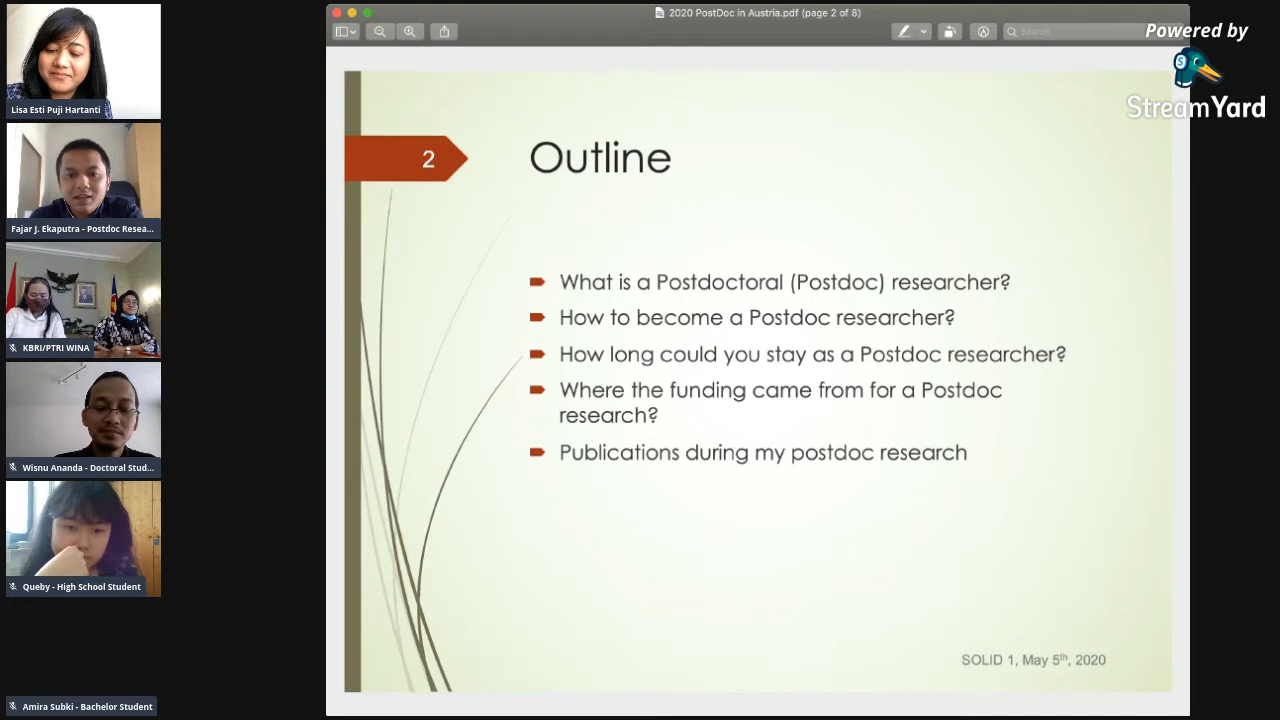 2020 PostDoc in Austria.pdf (page 2 of 8)
Search
Powered by
S
StreamYard
Lisa Esti Puji Hartanti
Fajar J. Ekaputra - Postdoc Resea...
KBRI/PTRI WINA
Wisnu Ananda - Doctoral Stud...
Queby - High School Student
Amira Subki - Bachelor Student
2
Outline
What is a Postdoctoral (Postdoc) researcher?
How to become a Postdoc researcher?
How long could you stay as a Postdoc researcher?
Where the funding came from for a Postdoc
research?
Publications during my postdoc research
SOLID 1, May 5th, 2020